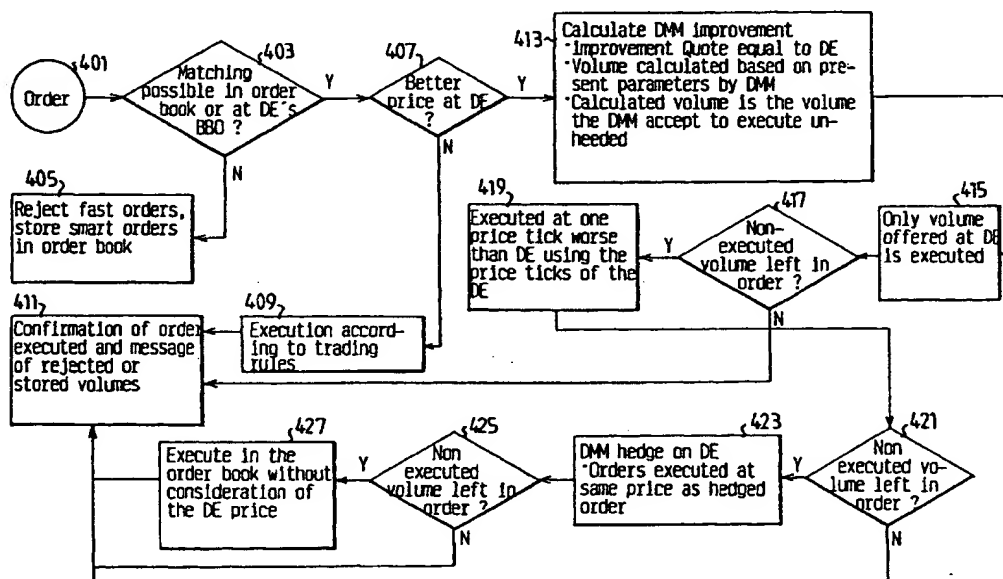 401
Order
403
Matching
possible in order
book or at DE´s
BBO ?
Y
N
405
Reject fast orders,
store smart orders
in order book
407
Better
price at DE
?
Y
N
413
Calculate DMM improvement
·Improvement Quote equal to DE
·Volume calculated based on pre-
sent parameters by DMM
·Calculated volume is the volume
the DMM accept to execute un-
heeded
415
Only volume
offered at DE
is executed
417
Non-
executed
volume left in
order ?
Y
N
419
Executed at one
price tick worse
than DE using the
price ticks of the
DE
409
Execution accord-
ing to trading
rules
411
Confirmation of order
executed and message
of rejected or
stored volumes
421
Non
executed vo-
lume left in
order ?
Y
N
423
DMM hedge on DE
·Orders executed at
same price as hedged
order
425
Non
executed
volume left in
order ?
Y
N
427
Execute in the
order book without
consideration of
the DE price